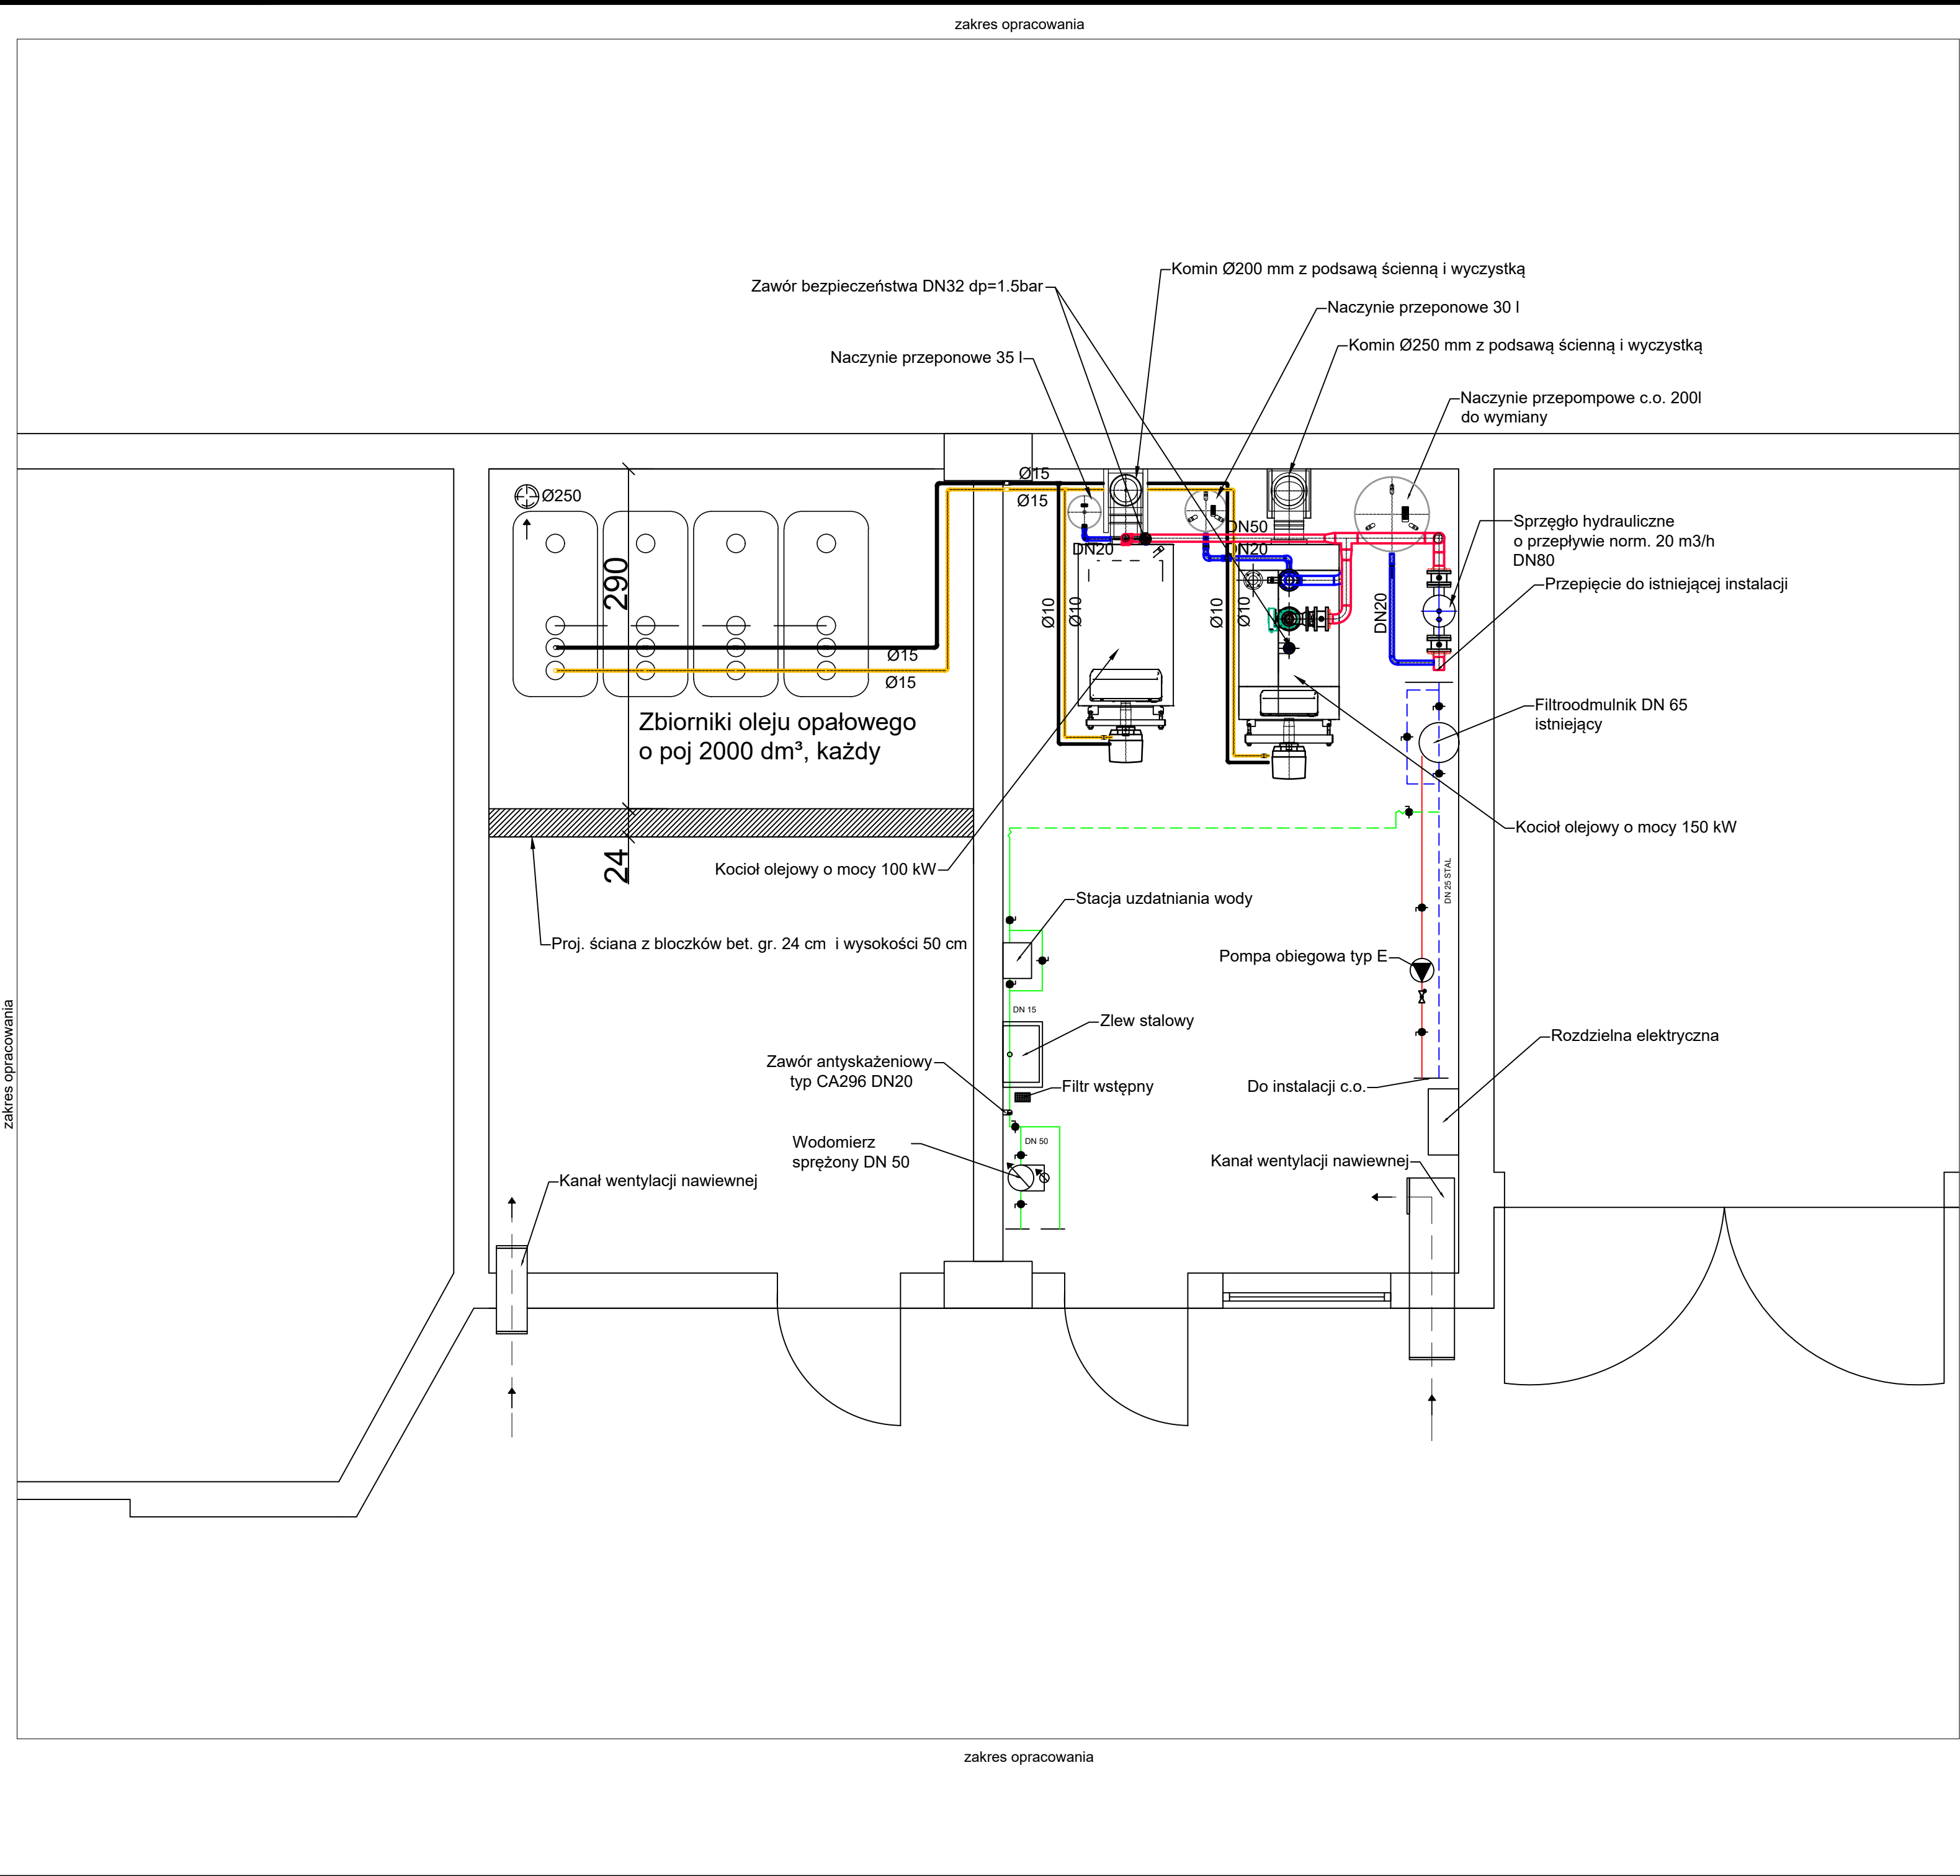 zakres opracowania
Komin Ø200 mm z podsawą ścienną i wyczystką
Zawór bezpieczeństwa DN32 dp=1.5bar
Naczynie przeponowe 30 l
Komin Ø250 mm z podsawą ścienną i wyczystką
Naczynie przeponowe 35 l
Naczynie przepompowe c.o. 200l
do wymiany
Ø15
Ø15
Ø250
Sprzęgło hydrauliczne
o przepływie norm. 20 m3/h
DN80
DN50
DN20
DN20
Przepięcie do istniejącej instalacji
290
Ø10
Ø10
Ø10
Ø10
DN20
Ø15
Ø15
Filtroodmulnik DN 65
istniejący
Zbiorniki oleju opałowego
o poj 2000 dm³, każdy
Kocioł olejowy o mocy 150 kW
24
Kocioł olejowy o mocy 100 kW
DN 25 STAL
Stacja uzdatniania wody
Proj. ściana z bloczków bet. gr. 24 cm i wysokości 50 cm
Pompa obiegowa typ E
DN 15
Zlew stalowy
Rozdzielna elektryczna
zakres opracowania
Zawór antyskażeniowy
typ CA296 DN20
Filtr wstępny
Do instalacji c.o.
Wodomierz
sprężony DN 50
DN 50
Kanał wentylacji nawiewnej
Kanał wentylacji nawiewnej
zakres opracowania